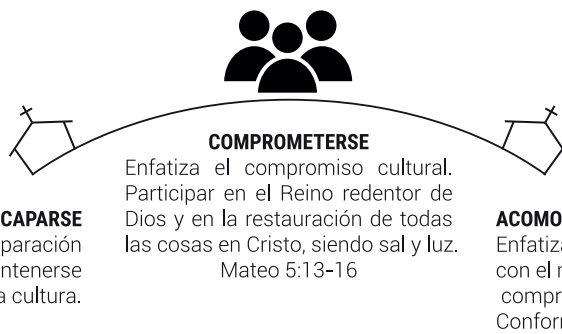 COMPROMETERSE
Enfatiza el compromiso cultural.
Participar en el Reino redentor de
Dios y en la restauración de todas
las cosas en Cristo, siendo sal y luz.
Mateo 5:13-16
CAPARSE
paración
ntenerse
a cultura.
ACOMO
Enfatiza
con el
compr
Conform